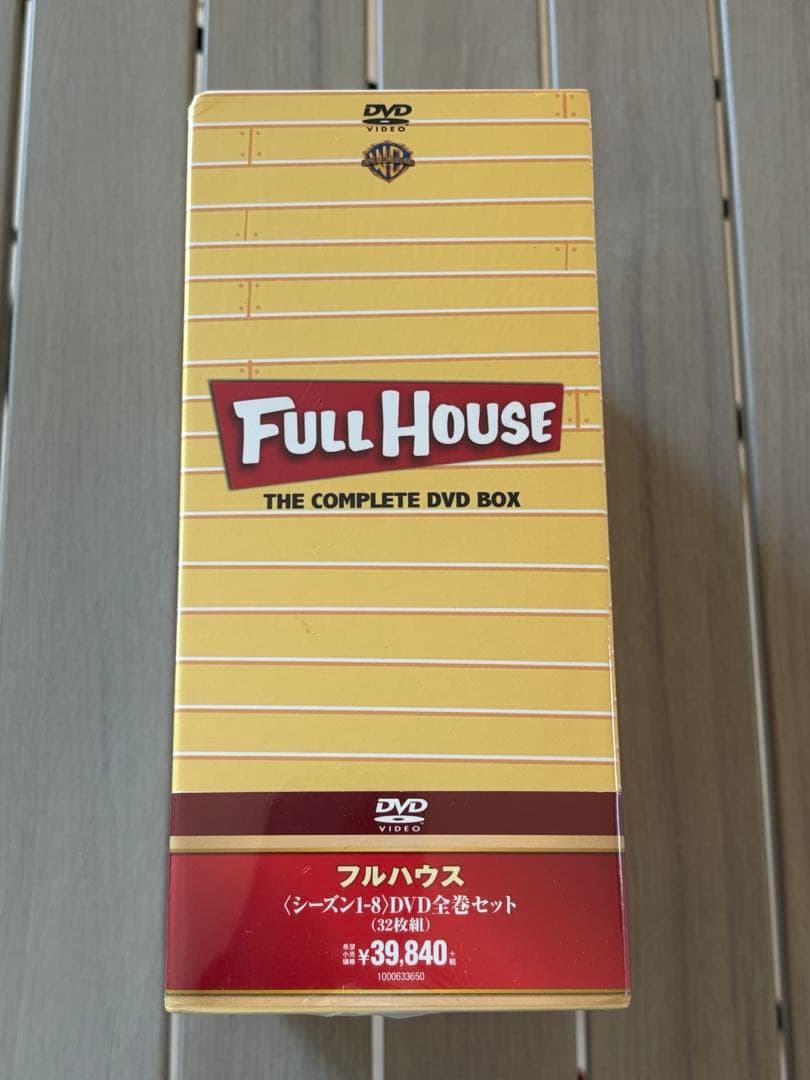 DVD
VIDEO
WB
FULL HOUSE
THE COMPLETE DVD BOX
DVD
VIDEO
フルハウス
〈シーズン1-8〉DVD全巻セット
(32枚組)
希望小売価格 ¥39,840+税
1000633650